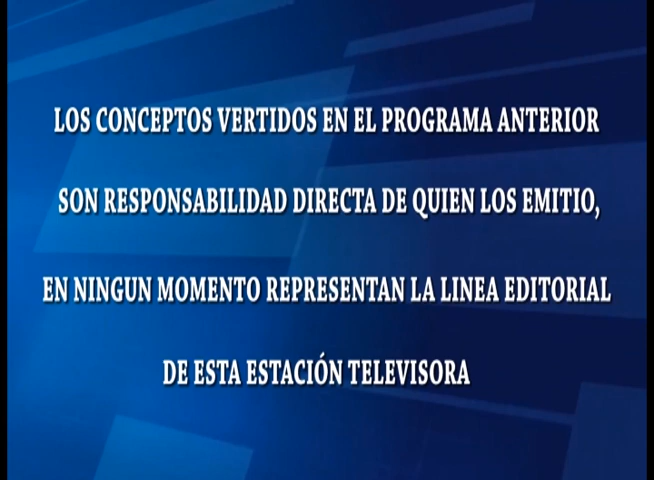 LOS CONCEPTOS VERTIDOS EN EL PROGRAMA ANTERIOR
SON RESPONSABILIDAD DIRECTA DE QUIEN LOS EMITIO,
EN NINGUN MOMENTO REPRESENTAN LA LINEA EDITORIAL
DE ESTA ESTACIÓN TELEVISORA